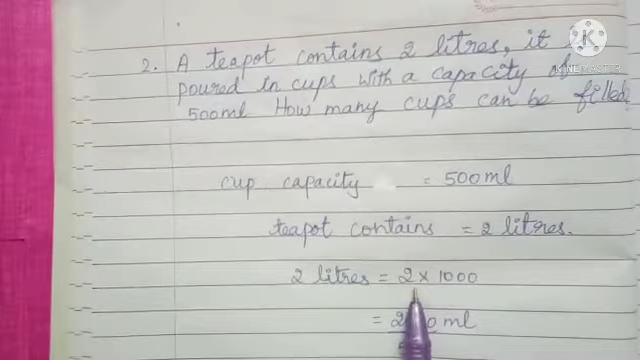 2. A teapot contains 2 litres, it
poured in cups with a capacity of
500ml How many cups can be filled.
cup capacity = 500ml
teapot contains = 2 litres.
2 litres = 2 x 1000
= ml
K